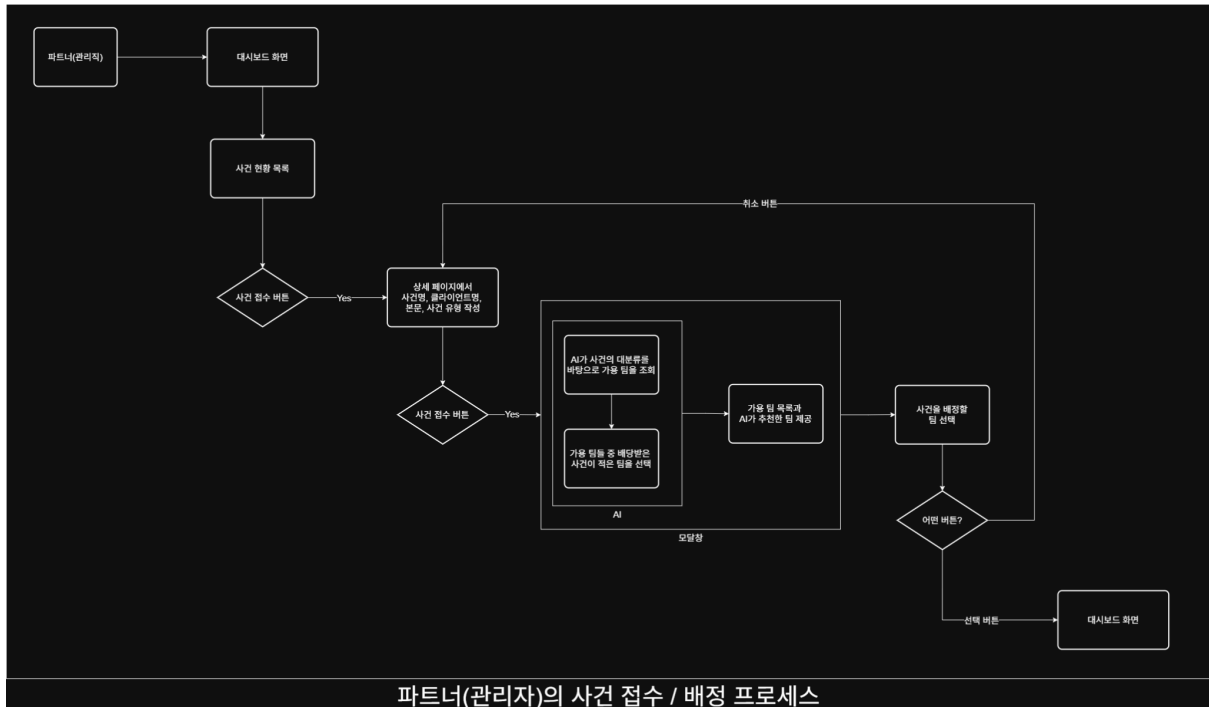 파트너(관리직)
대시보드 화면
사건 현황 목록
취소 버튼
사건 접수 버튼
Yes
상세 페이지에서
사건명, 클라이언트명,
본문, 사건 유형 작성
사건 접수 버튼
Yes
AI가 사건의 대분류를
바탕으로 가용 팀을 조회
가용 팀들 중 배당받은
사건이 적은 팀을 선택
AI
모달창
가용 팀 목록과
AI가 추천한 팀 제공
사건을 배정할
팀 선택
어떤 버튼?
선택 버튼
대시보드 화면
파트너(관리자)의 사건 접수 / 배정 프로세스